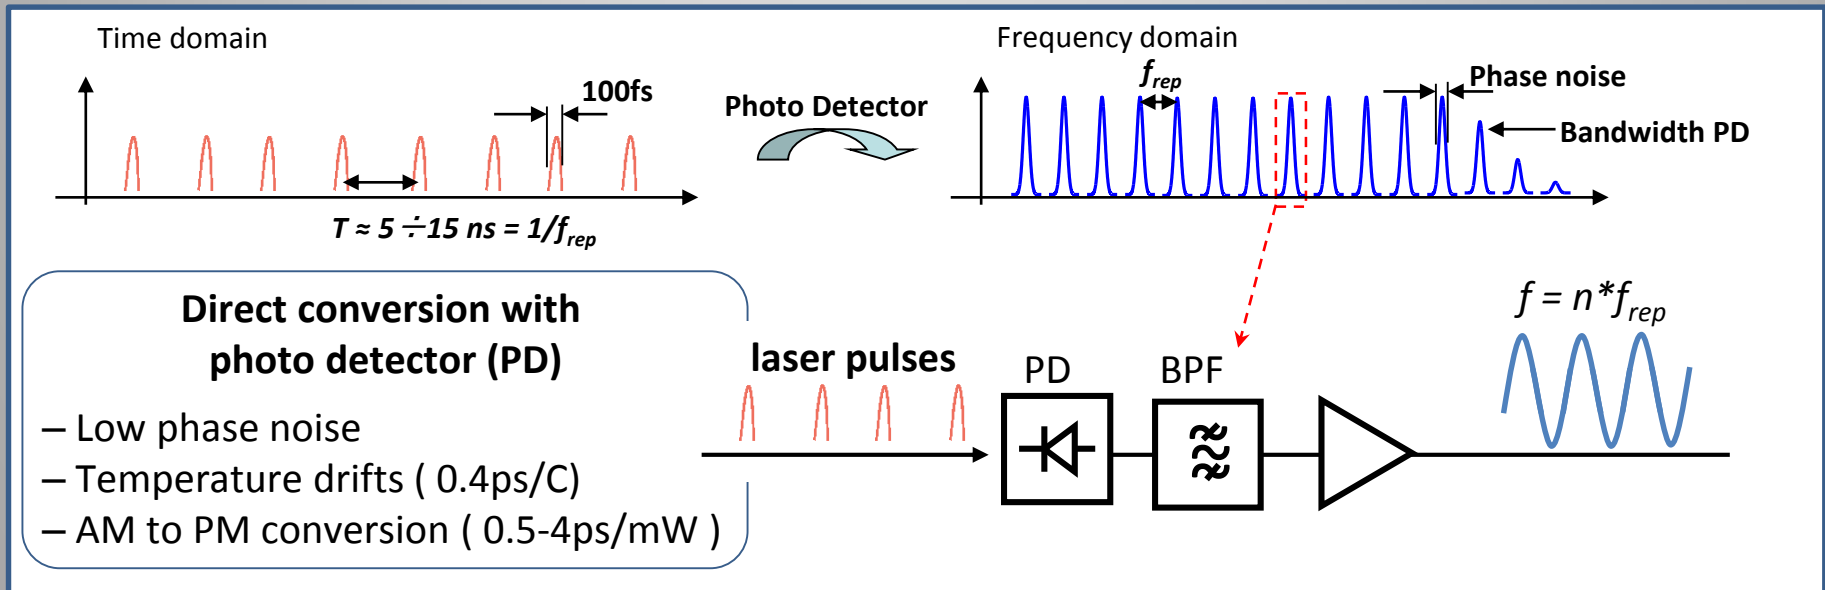 Time domain
100fs
T ≈ 5 ÷15 ns = 1/frep
Photo Detector
Frequency domain
frep
Phase noise
Bandwidth PD
Direct conversion with
photo detector (PD)
– Low phase noise
– Temperature drifts ( 0.4ps/C)
– AM to PM conversion ( 0.5-4ps/mW )
laser pulses
PD
BPF
f = n*frep